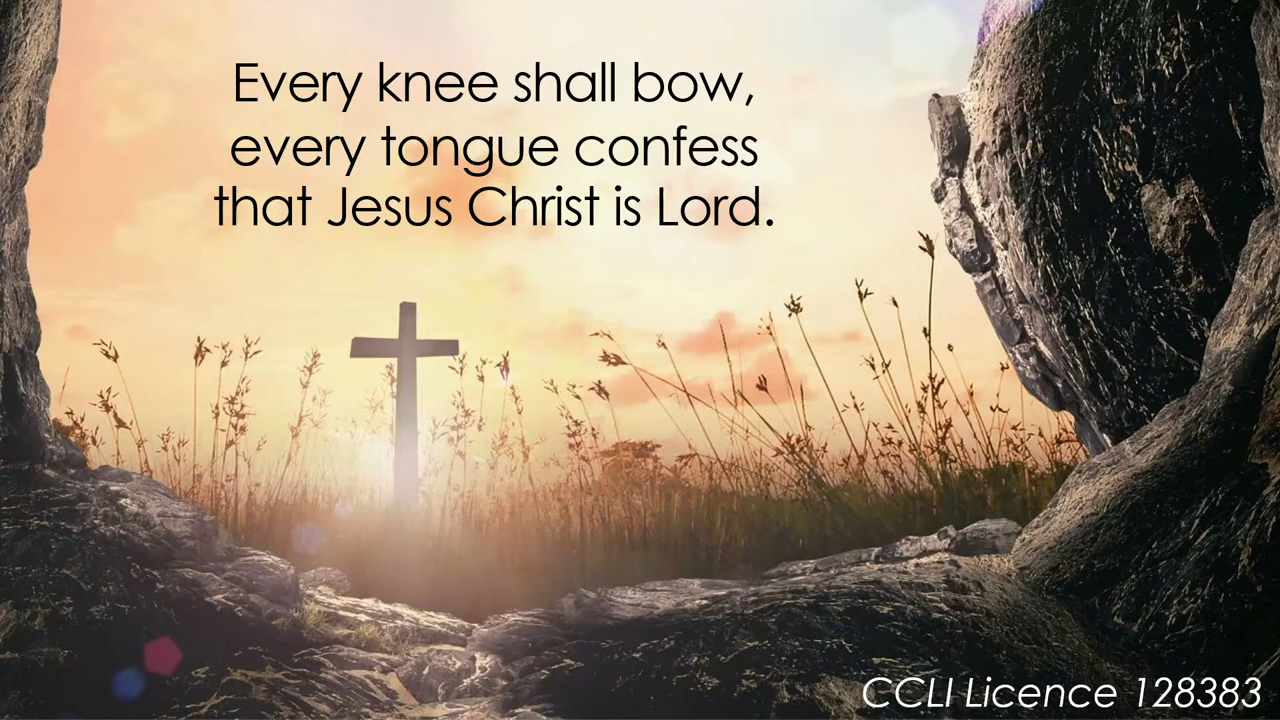 Every knee shall bow,
every tongue confess
that Jesus Christ is Lord.
CCLI Licence 128383